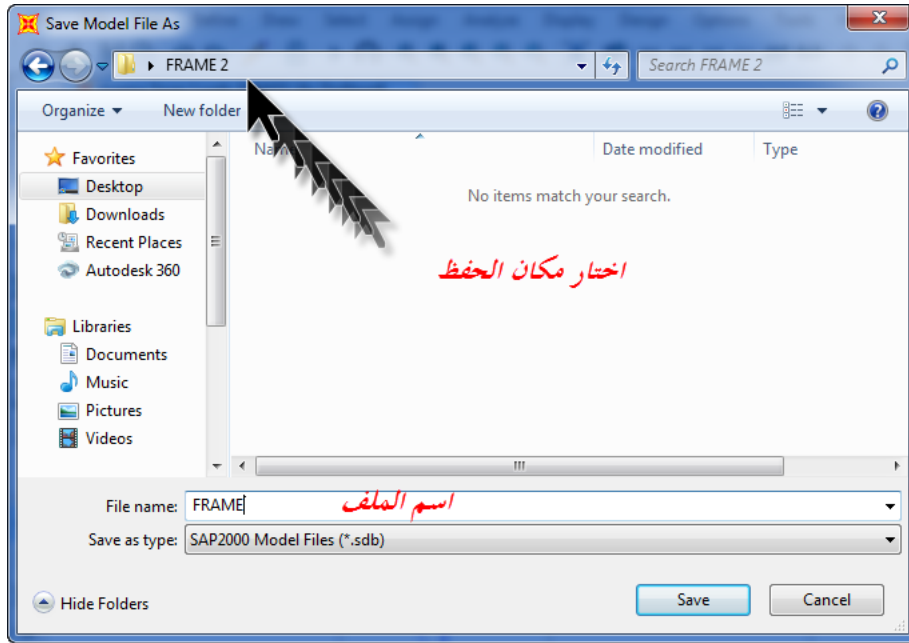 Save Model File As
FRAME 2
Search FRAME 2
Organize
New folder
Date modified
Type
Favorites
Desktop
Downloads
Recent Places
Autodesk 360
Libraries
Documents
Music
Pictures
Videos
No items match your search.
اختار مكان الحفظ
File name: FRAME
اسم الملف
Save as type: SAP2000 Model Files (*.sdb)
Hide Folders
Save
Cancel